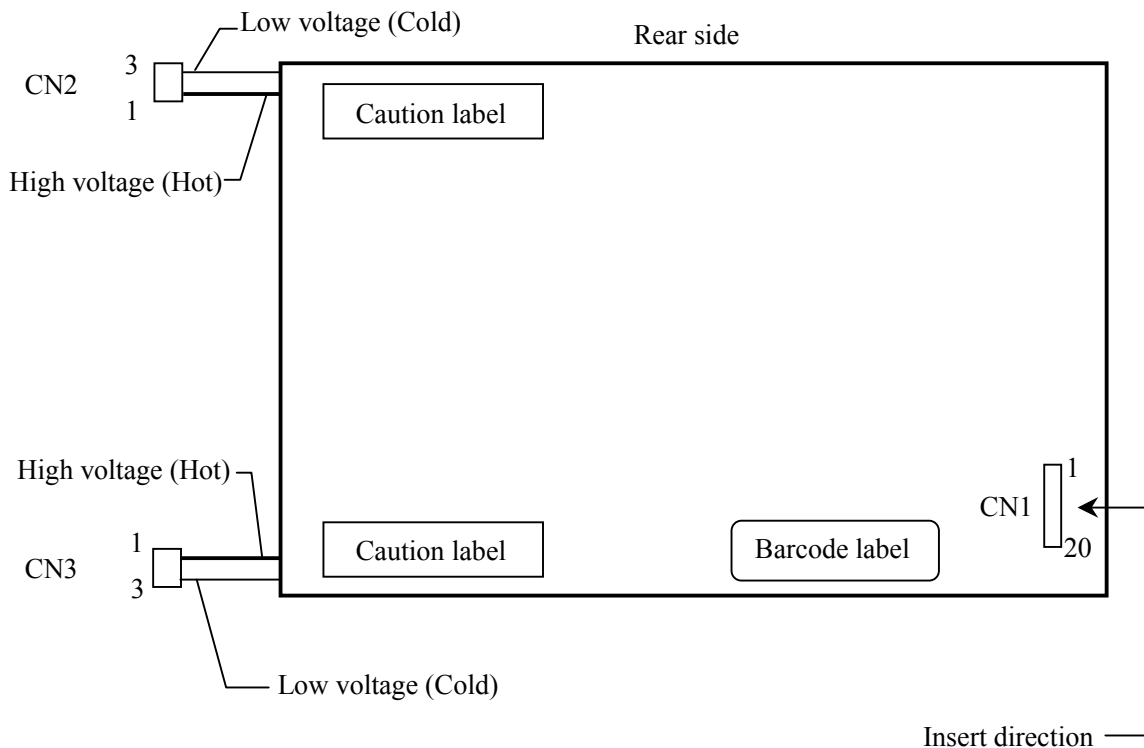 Low voltage (Cold)
Rear side
3
CN2
1
Caution label
High voltage (Hot)
High voltage (Hot)
1
CN1
1
CN3
3
Caution label
Barcode label
20
Low voltage (Cold)
Insert direction